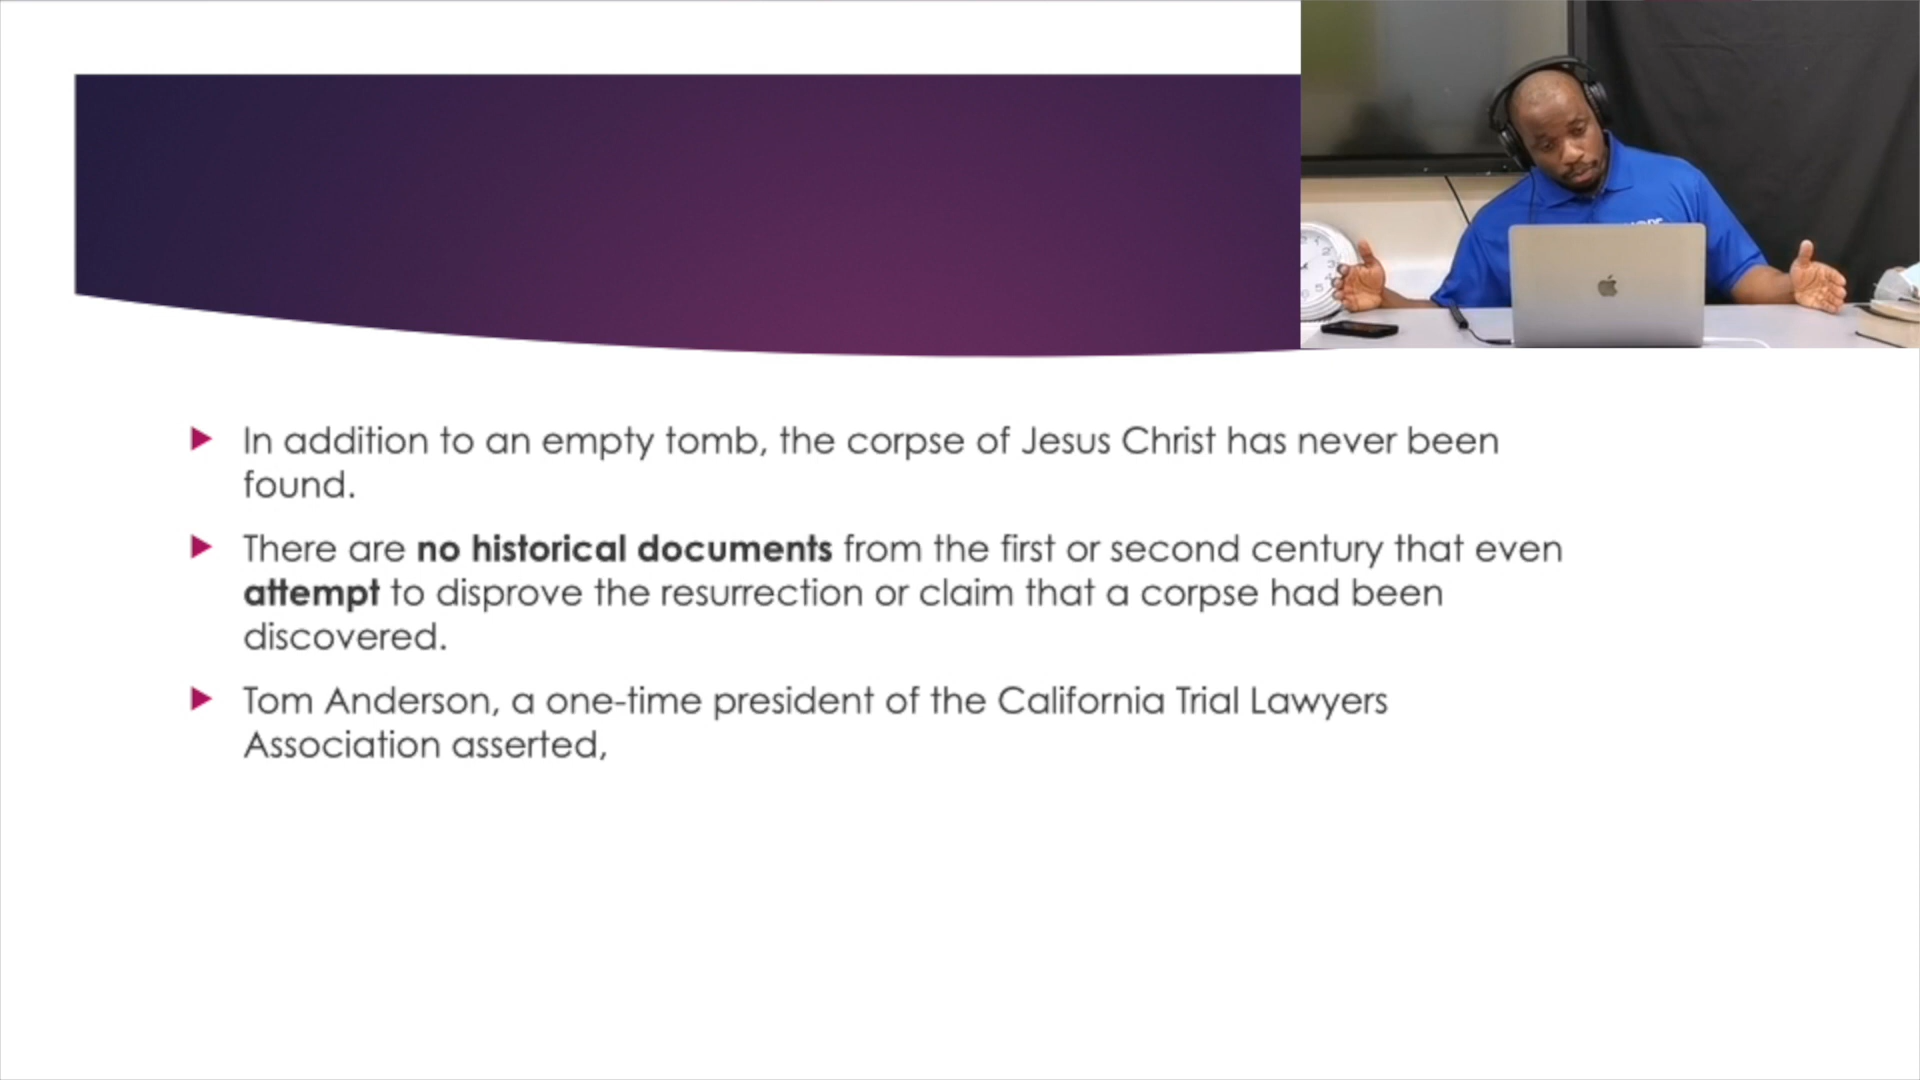 In addition to an empty tomb, the corpse of Jesus Christ has never been
found.
There are no historical documents from the first or second century that even
attempt to disprove the resurrection or claim that a corpse had been
discovered.
Tom Anderson, a one-time president of the California Trial Lawyers
Association asserted,